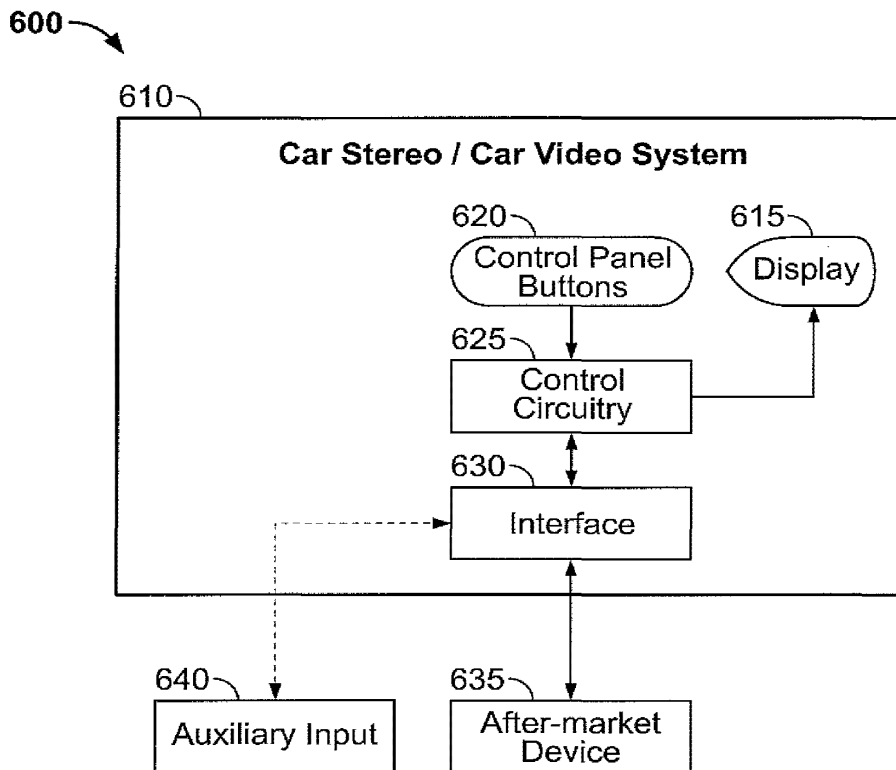 600
610
Car Stereo / Car Video System
620
615
Control Panel
Buttons
Display
625
Control
Circuitry
630
Interface
640
635
Auxiliary Input
After-market
Device